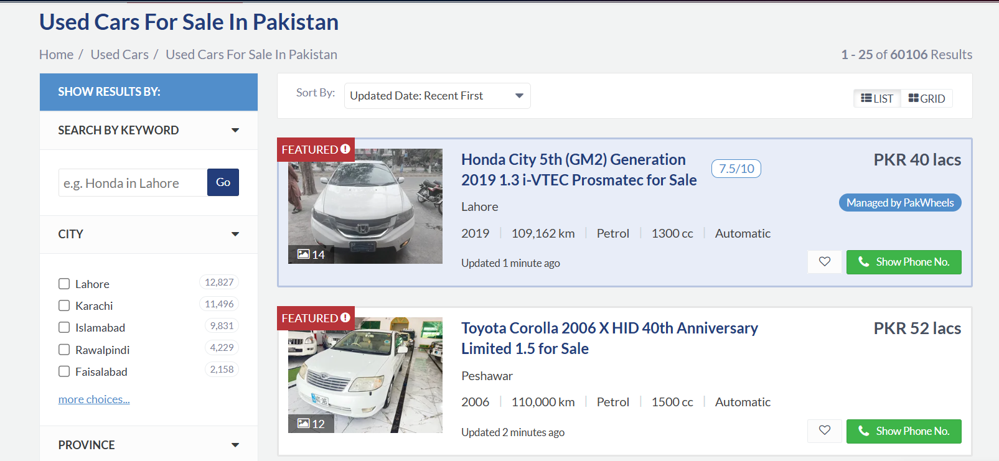 Used Cars For Sale In Pakistan
Home / Used Cars / Used Cars For Sale In Pakistan
1 - 25 of 60106 Results
SHOW RESULTS BY:
SEARCH BY KEYWORD
e.g. Honda in Lahore
Go
CITY
Lahore 12,827
Karachi 11,496
Islamabad 9,831
Rawalpindi 4,229
Faisalabad 2,158
more choices...
PROVINCE
Sort By: Updated Date: Recent First
LIST GRID
FEATURED
14
Honda City 5th (GM2) Generation
2019 1.3 i-VTEC Prosmatec for Sale
7.5/10
PKR 40 lacs
Managed by PakWheels
Lahore
2019 | 109,162 km | Petrol | 1300 cc | Automatic
Updated 1 minute ago
Show Phone No.
FEATURED
12
Toyota Corolla 2006 X HID 40th Anniversary
Limited 1.5 for Sale
PKR 52 lacs
Peshawar
2006 | 110,000 km | Petrol | 1500 cc | Automatic
Updated 2 minutes ago
Show Phone No.